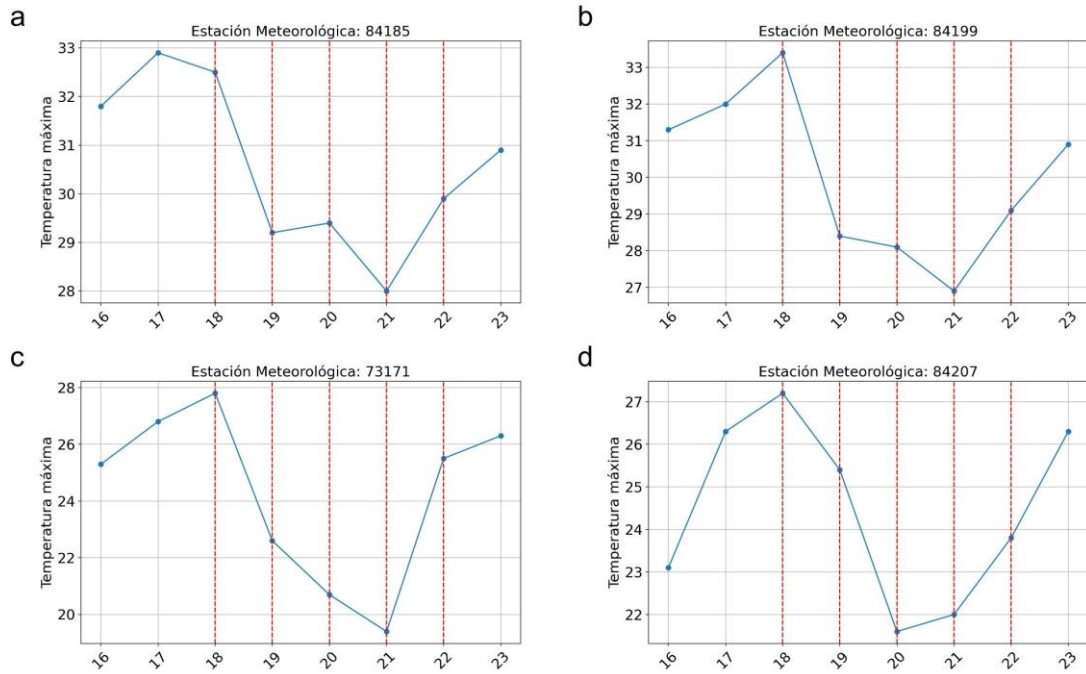 a
Estación Meteorológica: 84185
Temperatura máxima
33
32
31
30
29
28
16 17 18 19 20 21 22 23
b
Estación Meteorológica: 84199
Temperatura máxima
33
32
31
30
29
28
27
16 17 18 19 20 21 22 23
c
Estación Meteorológica: 73171
Temperatura máxima
28
26
24
22
20
16 17 18 19 20 21 22 23
d
Estación Meteorológica: 84207
Temperatura máxima
27
26
25
24
23
22
16 17 18 19 20 21 22 23